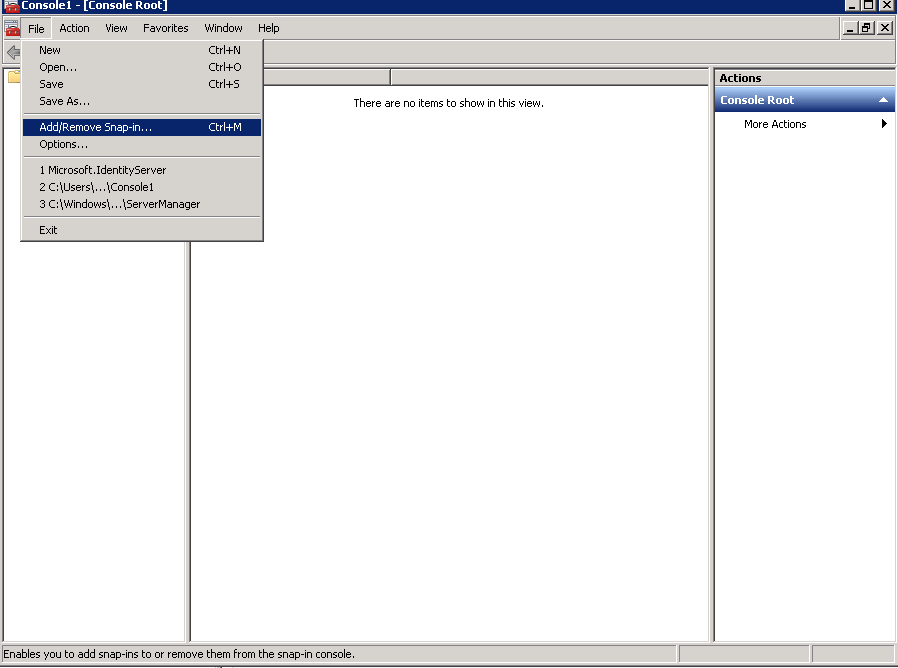 Console1 - [Console Root]
File Action View Favorites Window Help
New Ctrl+N
Open... Ctrl+O
Save Ctrl+S
Save As...
Add/Remove Snap-in... Ctrl+M
Options...
1 Microsoft.IdentityServer
2 C:\Users\...\Console1
3 C:\Windows\...\ServerManager
Exit
There are no items to show in this view.
Actions
Console Root
More Actions
Enables you to add snap-ins to or remove them from the snap-in console.